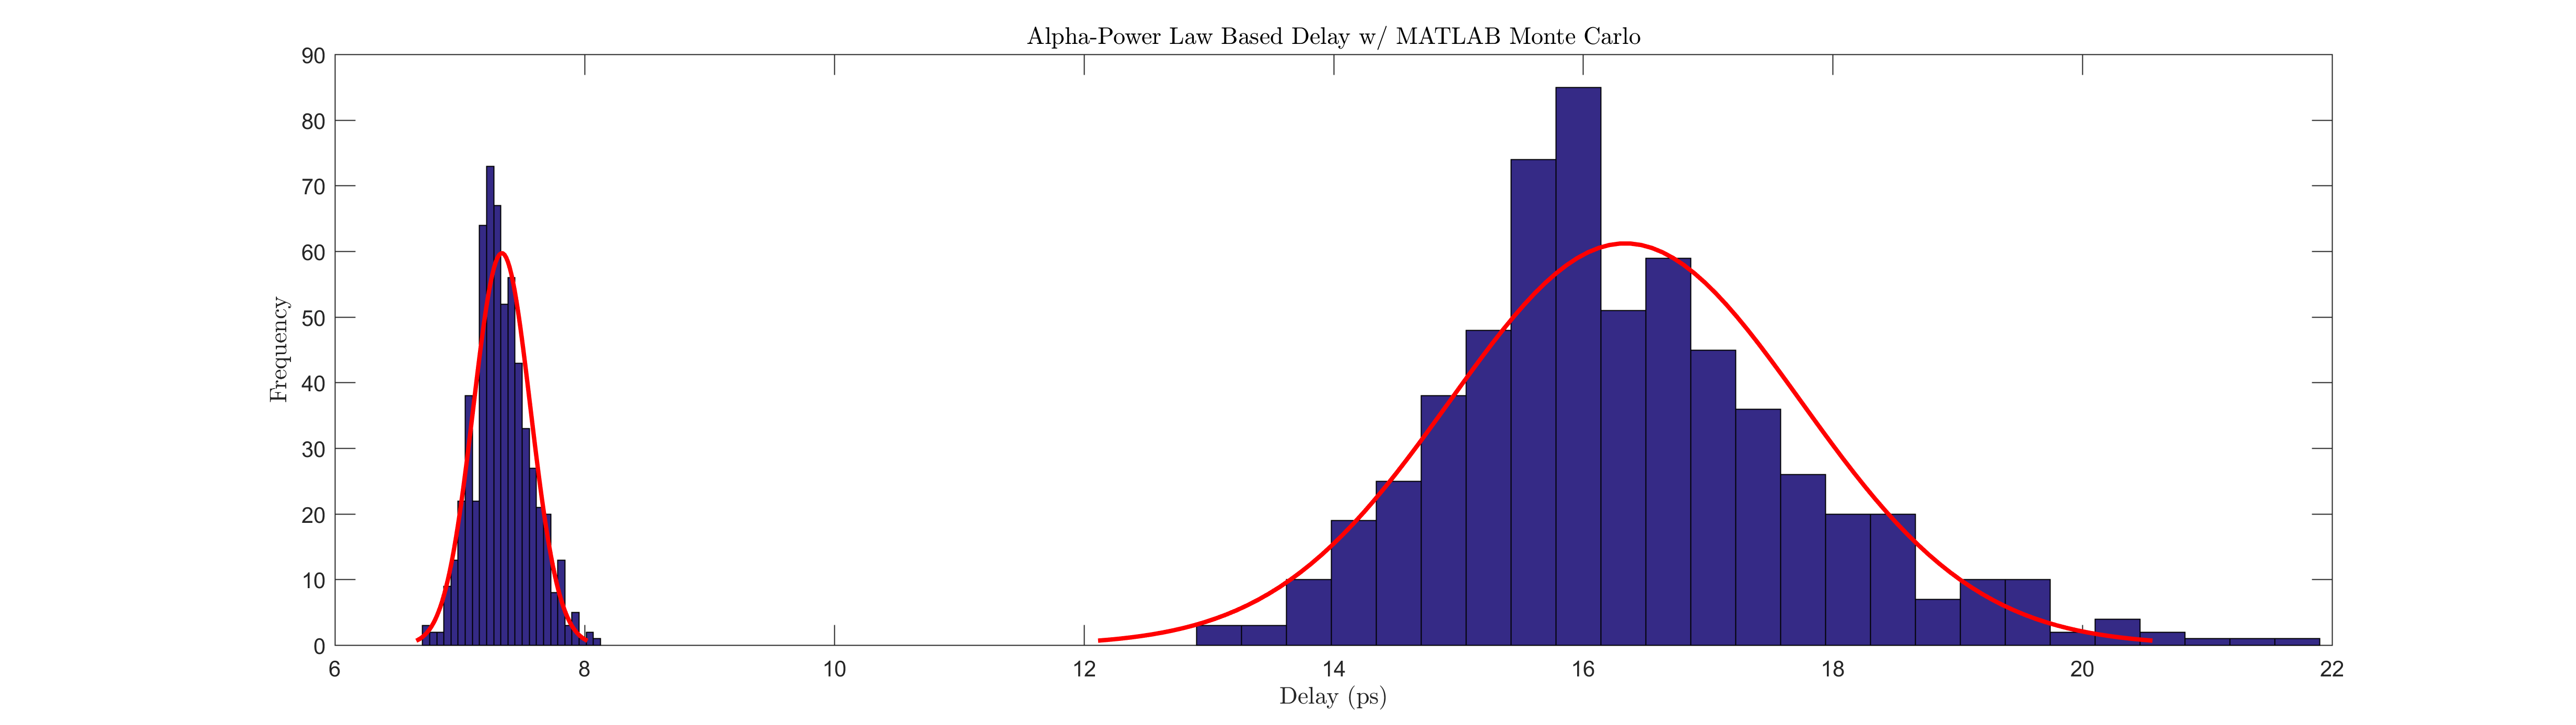 Alpha-Power Law Based Delay w/ MATLAB Monte Carlo
90
80
70
60
50
40
30
20
10
0
Frequency
6 8 10 12 14 16 18 20 22
Delay (ps)